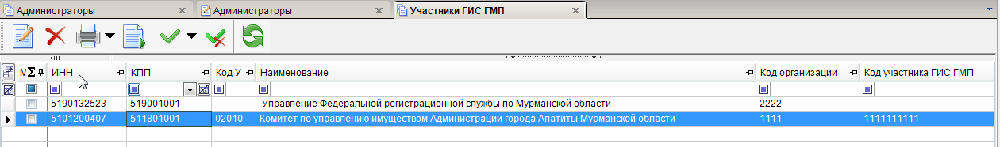 Администраторы
Администраторы
Участники ГИС ГМП
М Σ ИНН КПП Код У Наименование Код организации Код участника ГИС ГМП
5190132523 519001001 Управление Федеральной регистрационной службы по Мурманской области 2222
5101200407 511801001 02010 Комитет по управлению имуществом Администрации города Апатиты Мурманской области 1111 1111111111